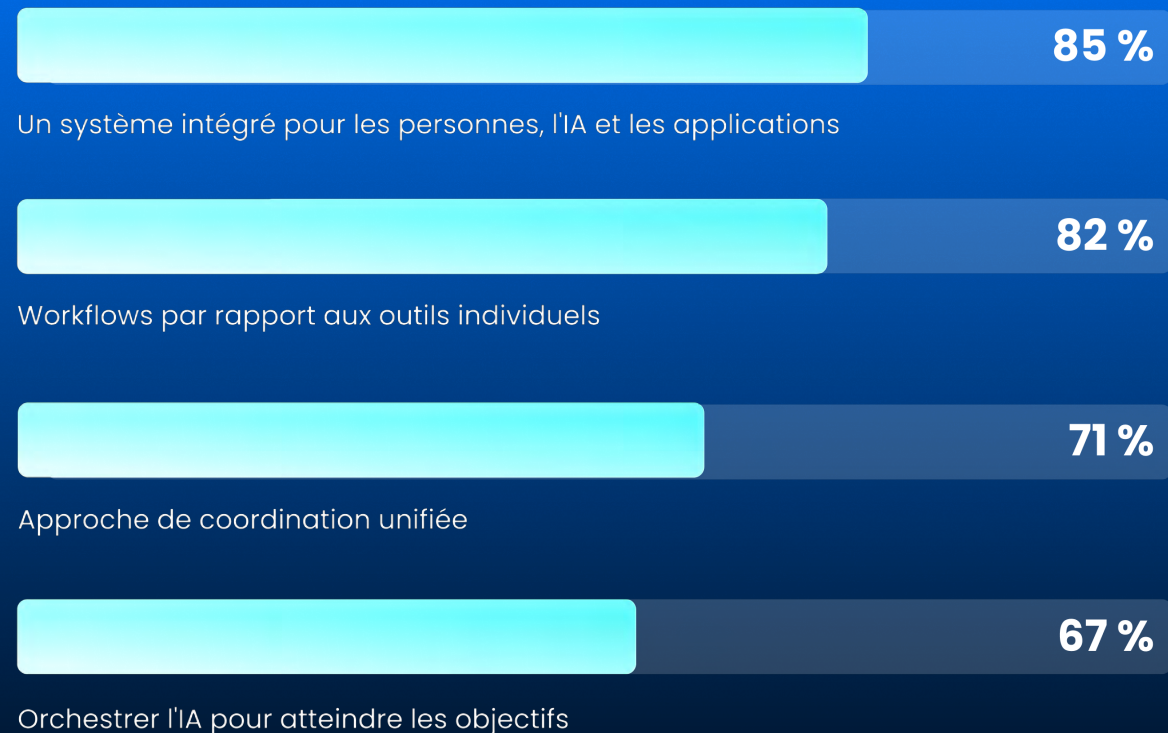 85 %
Un système intégré pour les personnes, l'IA et les applications
82 %
Workflows par rapport aux outils individuels
71 %
Approche de coordination unifiée
67 %
Orchestrer l'IA pour atteindre les objectifs